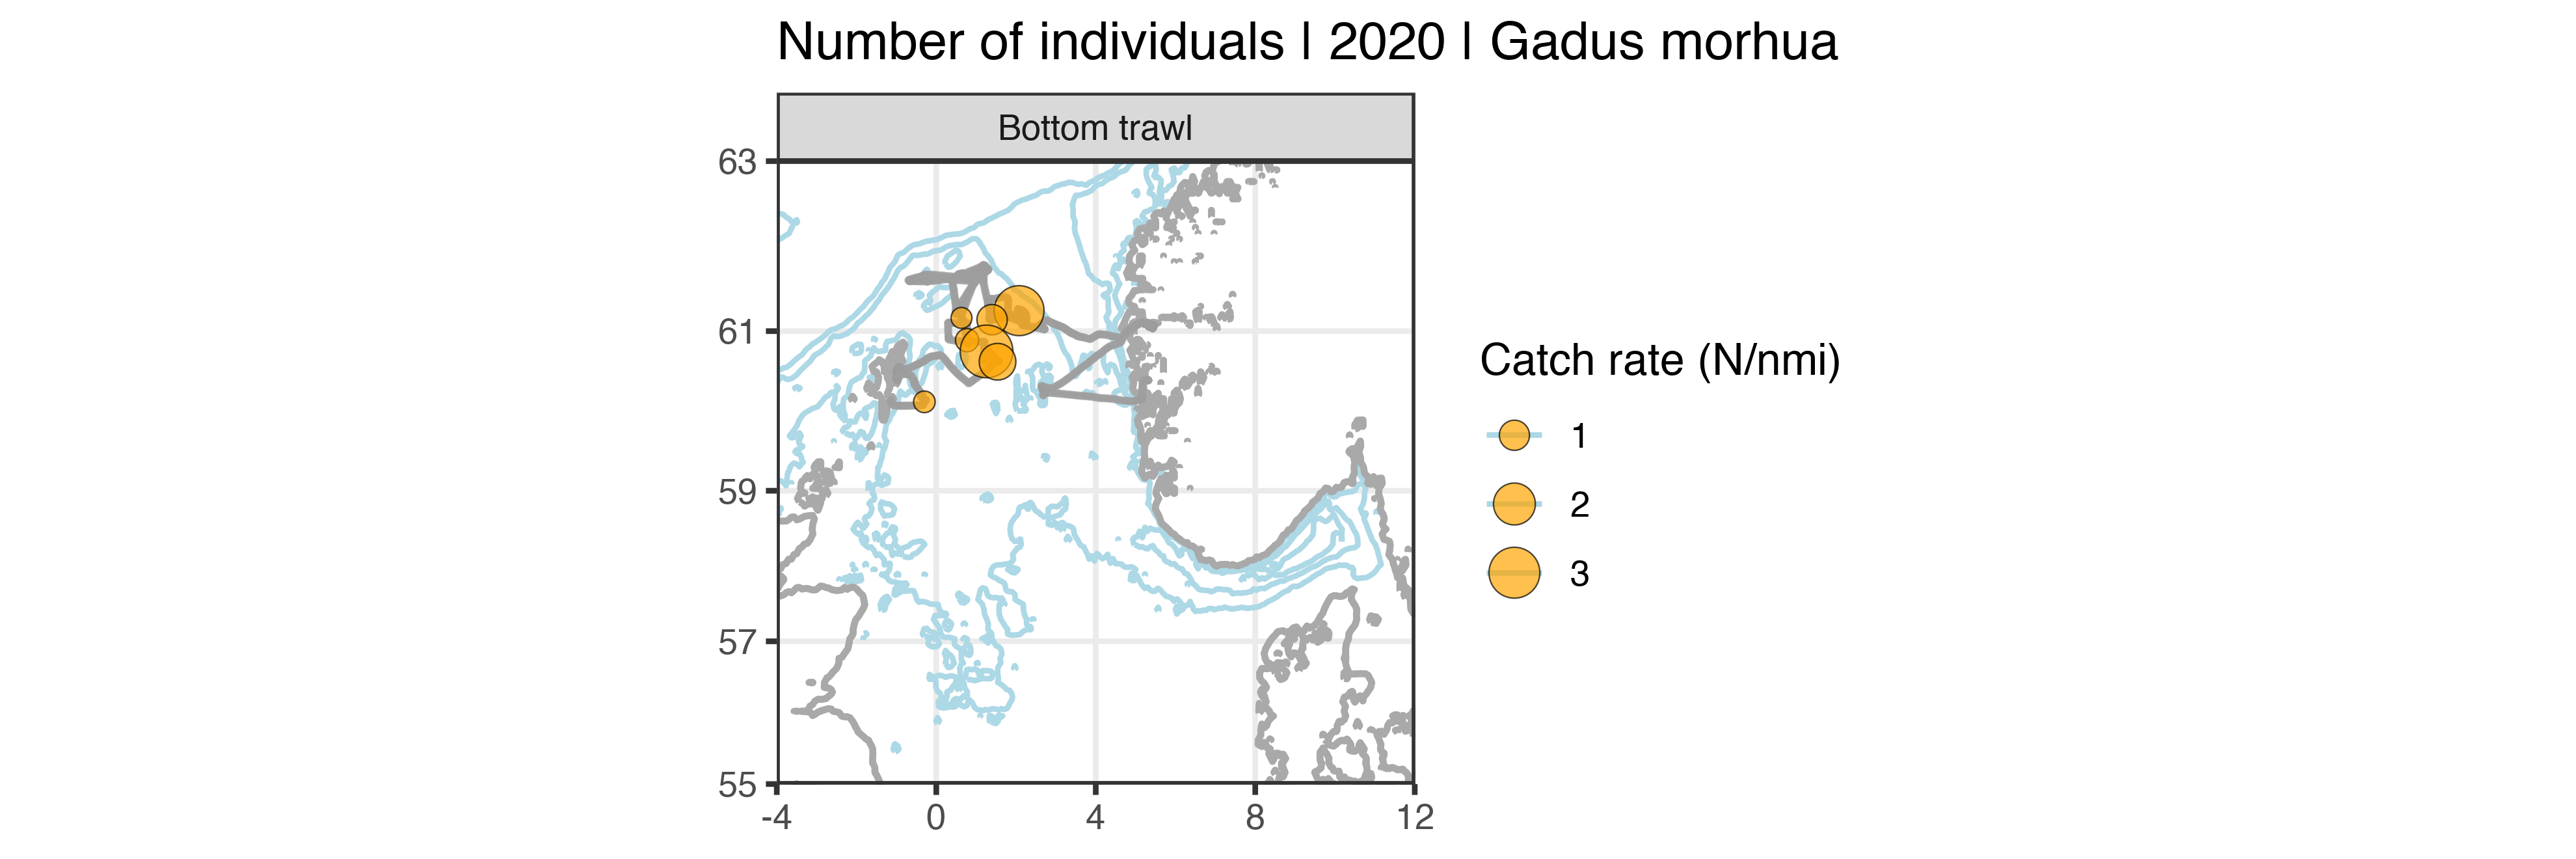 Number of individuals | 2020 | Gadus morhua
Bottom trawl
63
61
59
57
55
-4 0 4 8 12
Catch rate (N/nmi)
1
2
3